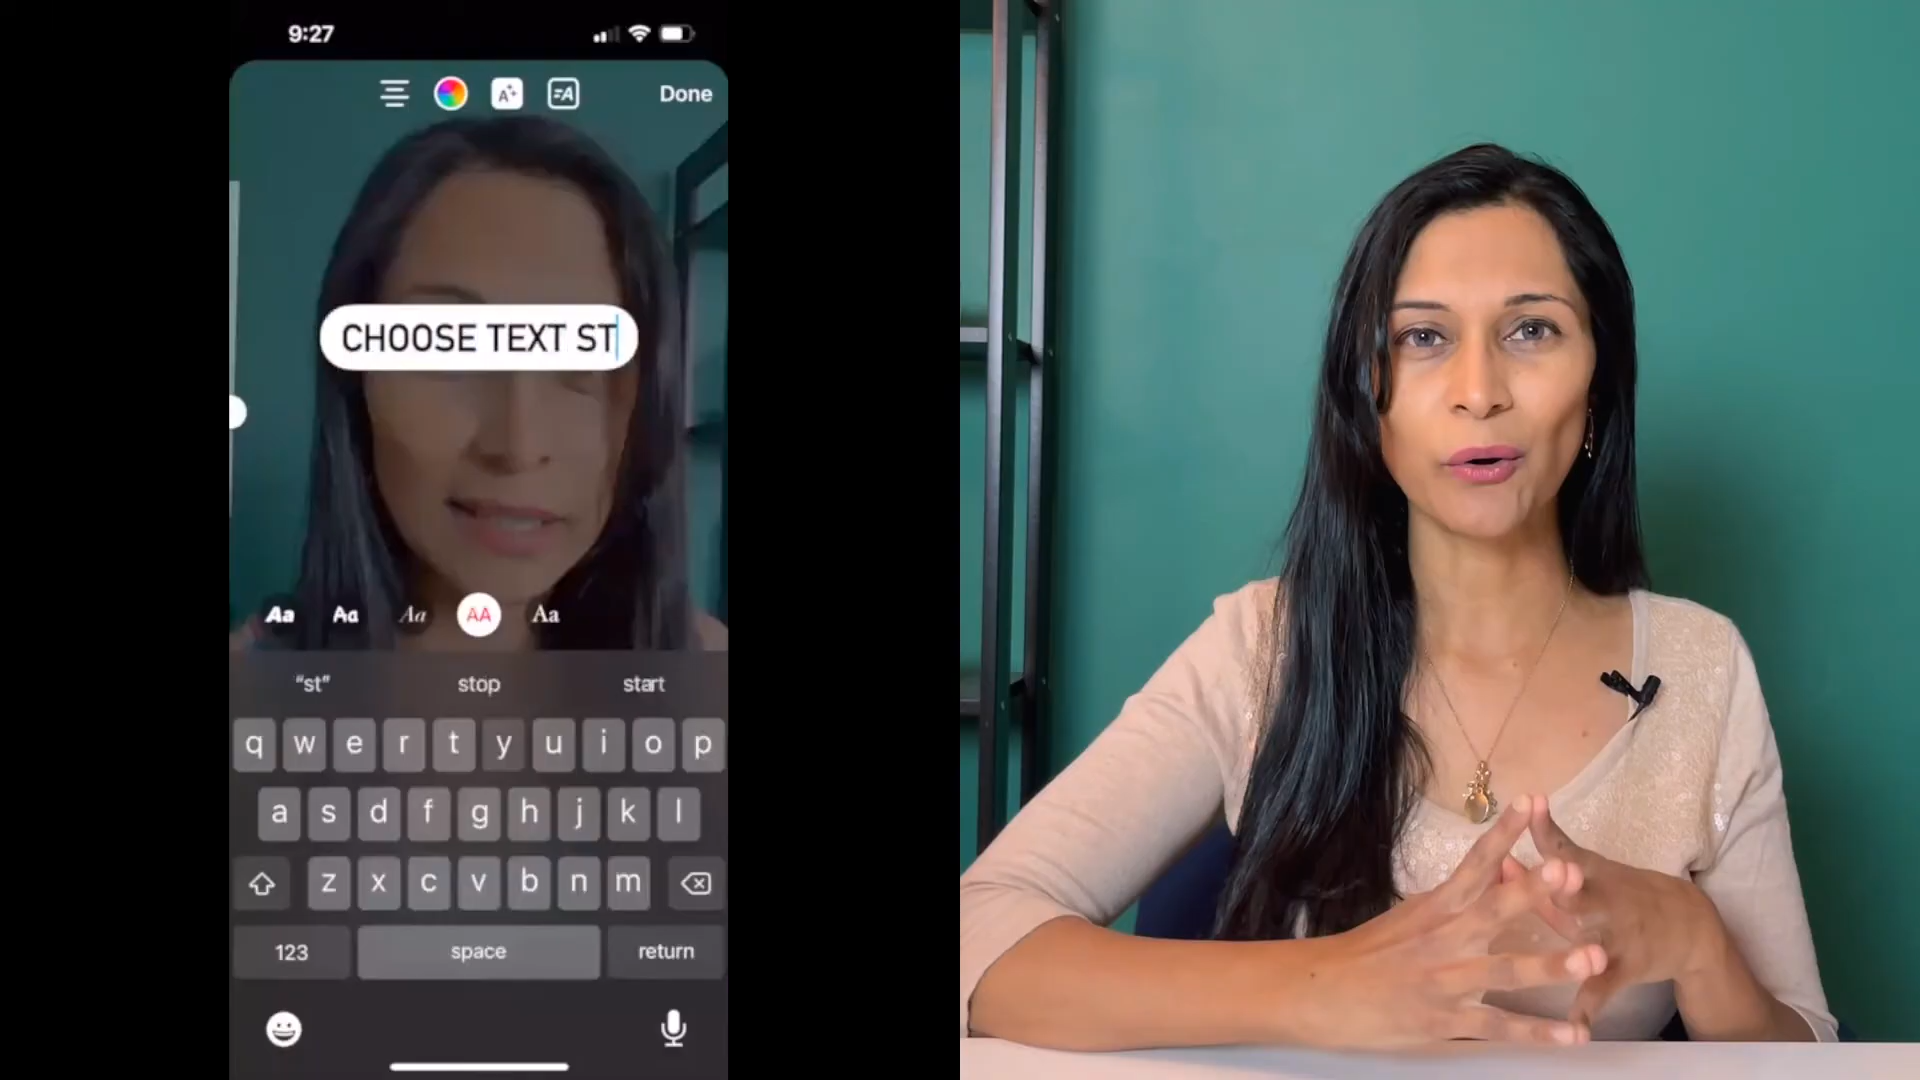 9:27
A
=A
Done
CHOOSE TEXT ST
Aa Aa Aa AA Aa
"st" stop start
q w e r t y u i o p
a s d f g h j k l
z x c v b n m
123 space return